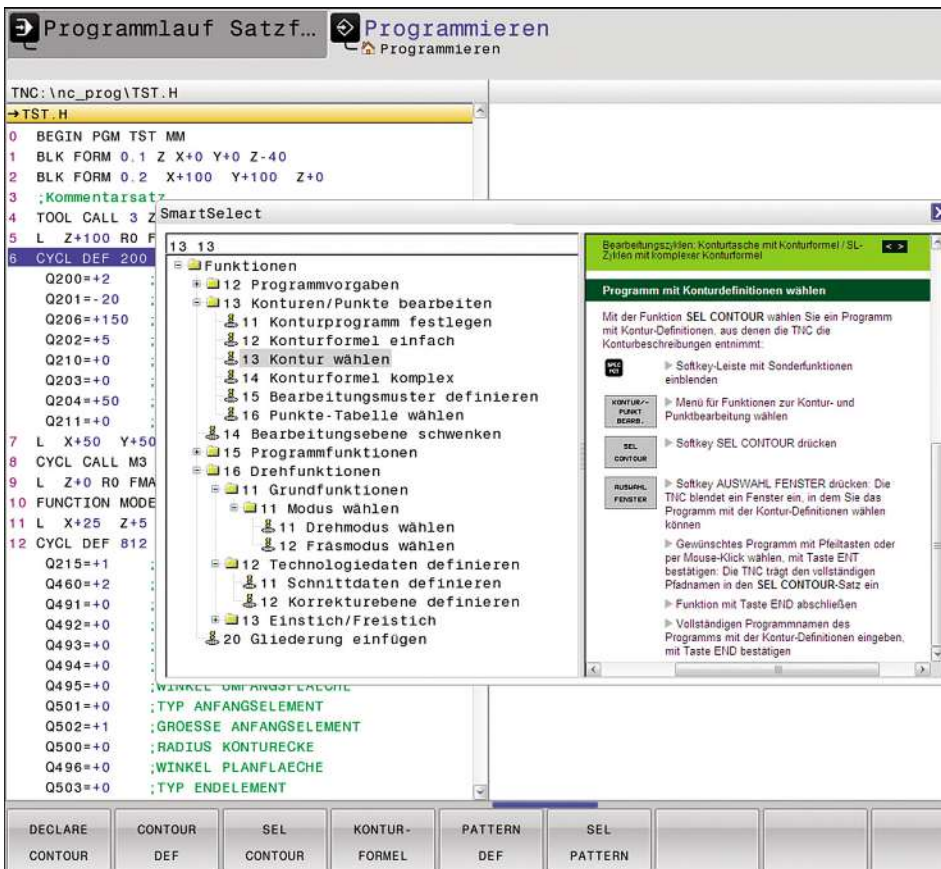 Programmlauf Satzf... Programmieren
Programmieren
TNC:\nc_prog\TST.H
→TST.H
0 BEGIN PGM TST MM
1 BLK FORM 0.1 Z X+0 Y+0 Z-40
2 BLK FORM 0.2 X+100 Y+100 Z+0
3 ;Kommentarsatz
4 TOOL CALL 3 Z
5 L Z+100 R0 F
6 CYCL DEF 200
Q200=+2 ;
Q201=-20 ;
Q206=+150 ;
Q202=+5 ;
Q210=+0 ;
Q203=+0 ;
Q204=+50 ;
Q211=+0 ;
7 L X+50 Y+50
8 CYCL CALL M3
9 L Z+0 R0 FMA
10 FUNCTION MODE
11 L X+25 Z+5
12 CYCL DEF 812
Q215=+1 ;
Q460=+2 ;
Q491=+0 ;
Q492=+0 ;
Q493=+0 ;
Q494=+0 ;
Q495=+0 ;WINKEL UMFANGSFLAECHE
Q501=+0 ;TYP ANFANGSELEMENT
Q502=+1 ;GROESSE ANFANGSELEMENT
Q500=+0 ;RADIUS KONTURECKE
Q496=+0 ;WINKEL PLANFLAECHE
Q503=+0 ;TYP ENDELEMENT
SmartSelect
13 13
Funktionen
12 Programmvorgaben
13 Konturen/Punkte bearbeiten
11 Konturprogramm festlegen
12 Konturformel einfach
13 Kontur wählen
14 Konturformel komplex
15 Bearbeitungsmuster definieren
16 Punkte-Tabelle wählen
14 Bearbeitungsebene schwenken
15 Programmfunktionen
16 Drehfunktionen
11 Grundfunktionen
11 Modus wählen
11 Drehmodus wählen
12 Fräsmodus wählen
12 Technologiedaten definieren
11 Schnittdaten definieren
12 Korrekturebene definieren
13 Einstich/Freistich
20 Gliederung einfügen
Bearbeitungszyklen: Konturtasche mit Konturformel / SL-
Zyklen mit komplexer Konturformel
< >
Programm mit Konturdefinitionen wählen
Mit der Funktion SEL CONTOUR wählen Sie ein Programm
mit Kontur-Definitionen, aus denen die TNC die
Konturbeschreibungen entnimmt:
SPEC
FCT
Softkey-Leiste mit Sonderfunktionen
einblenden
KONTUR/-
PUNKT
BEARB.
Menü für Funktionen zur Kontur- und
Punktbearbeitung wählen
SEL
CONTOUR
Softkey SEL CONTOUR drücken
AUSWAHL
FENSTER
Softkey AUSWAHL FENSTER drücken: Die
TNC blendet ein Fenster ein, in dem Sie das
Programm mit der Kontur-Definitionen wählen
können
Gewünschtes Programm mit Pfeiltasten oder
per Mouse-Klick wählen, mit Taste ENT
bestätigen: Die TNC trägt den vollständigen
Pfadnamen in den SEL CONTOUR-Satz ein
Funktion mit Taste END abschließen
Vollständigen Programmnamen des
Programms mit der Kontur-Definitionen eingeben,
mit Taste END bestätigen
DECLARE
CONTOUR
CONTOUR
DEF
SEL
CONTOUR
KONTUR-
FORMEL
PATTERN
DEF
SEL
PATTERN